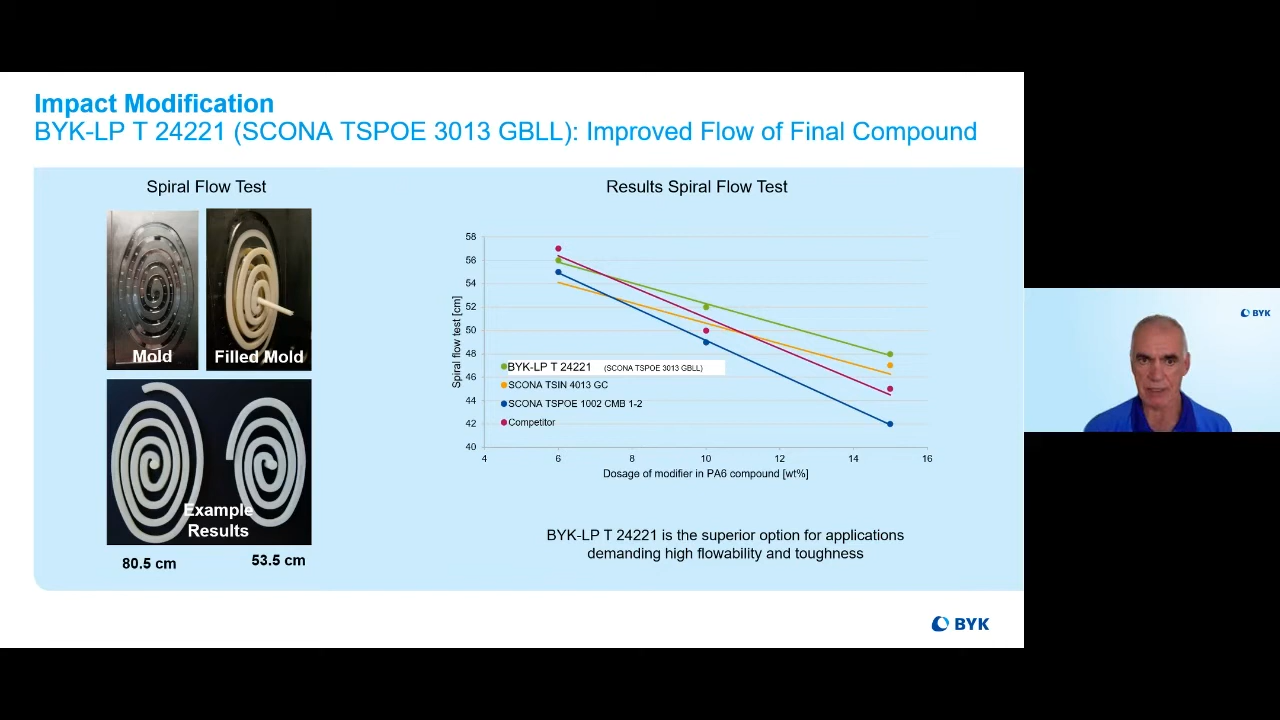 Impact Modification
BYK-LP T 24221 (SCONA TSPOE 3013 GBLL): Improved Flow of Final Compound
Spiral Flow Test
Mold
Filled Mold
Example
Results
80.5 cm
53.5 cm
Results Spiral Flow Test
Spiral flow test [cm]
58
56
54
52
50
48
46
44
42
40
BYK-LP T 24221 (SCONA TSPOE 3013 GBLL)
SCONA TSIN 4013 GC
SCONA TSPOE 1002 CMB 1-2
Competitor
4 6 8 10 12 14 16
Dosage of modifier in PA6 compound [wt%]
BYK-LP T 24221 is the superior option for applications
demanding high flowability and toughness
BYK
BYK